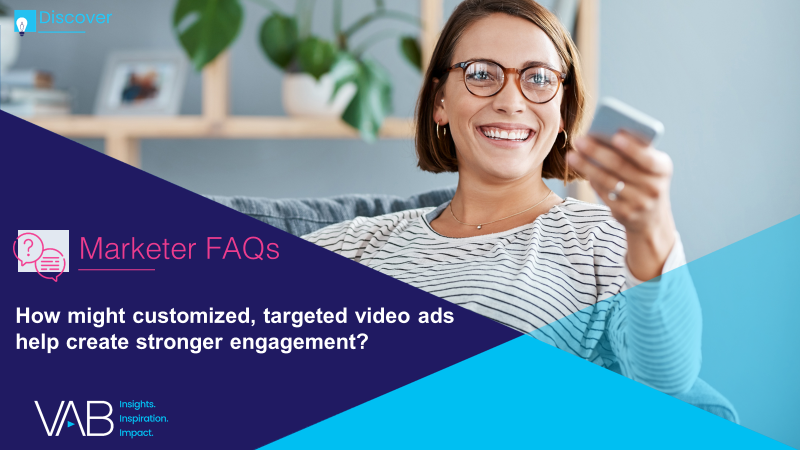 Discover
Marketer FAQs
How might customized, targeted video ads
help create stronger engagement?
VAB
Insights.
Inspiration.
Impact.